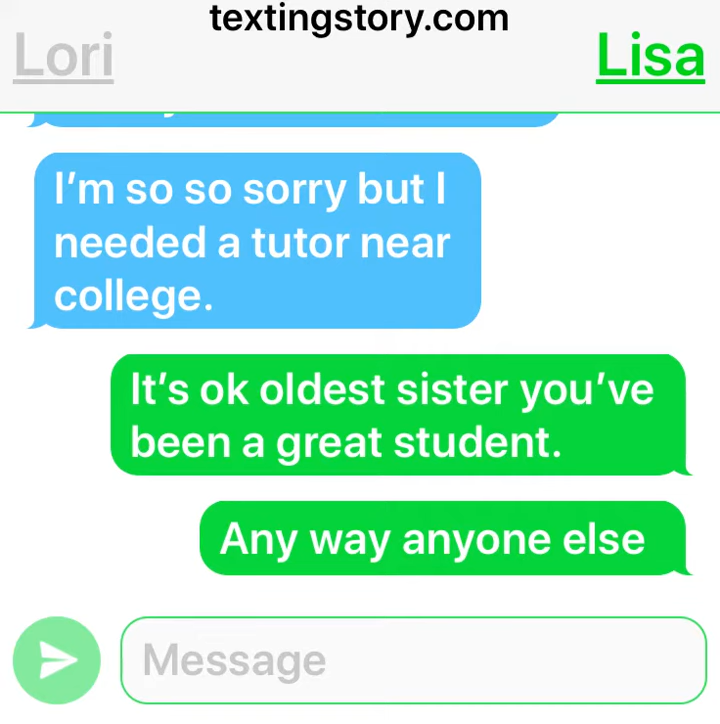 textingstory.com
Lori
Lisa
I’m so so sorry but I
needed a tutor near
college.
It’s ok oldest sister you’ve
been a great student.
Any way anyone else
Message